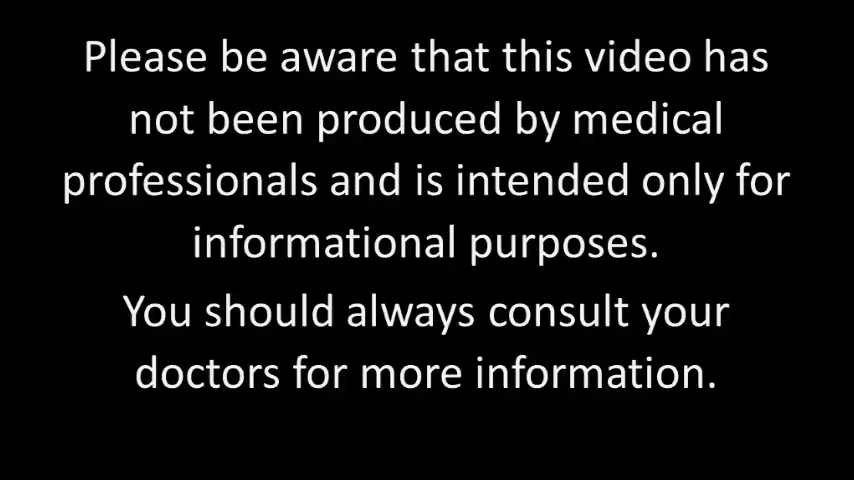 Please be aware that this video has
not been produced by medical
professionals and is intended only for
informational purposes.
You should always consult your
doctors for more information.